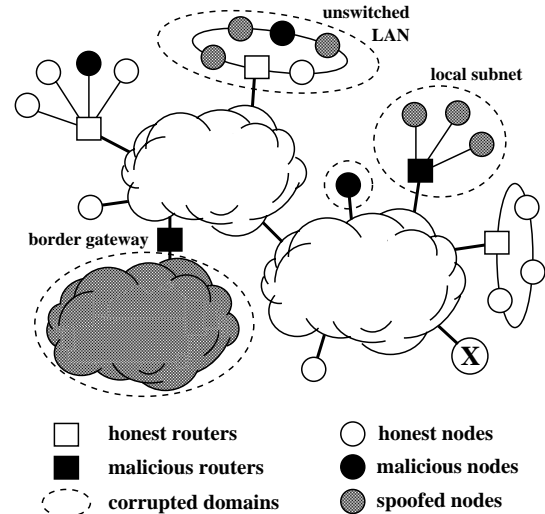 unswitched
LAN
local subnet
border gateway
X
honest routers
honest nodes
malicious routers
malicious nodes
corrupted domains
spoofed nodes